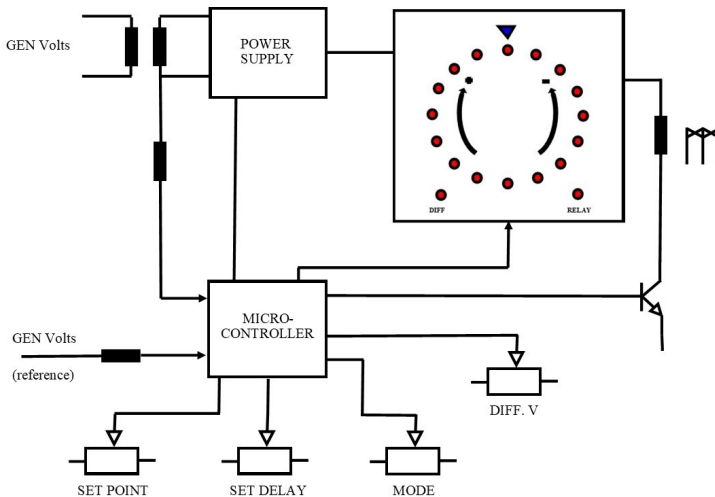 GEN Volts
POWER
SUPPLY
+
-
DIFF
RELAY
MICRO-
CONTROLLER
GEN Volts
(reference)
DIFF. V
SET POINT
SET DELAY
MODE